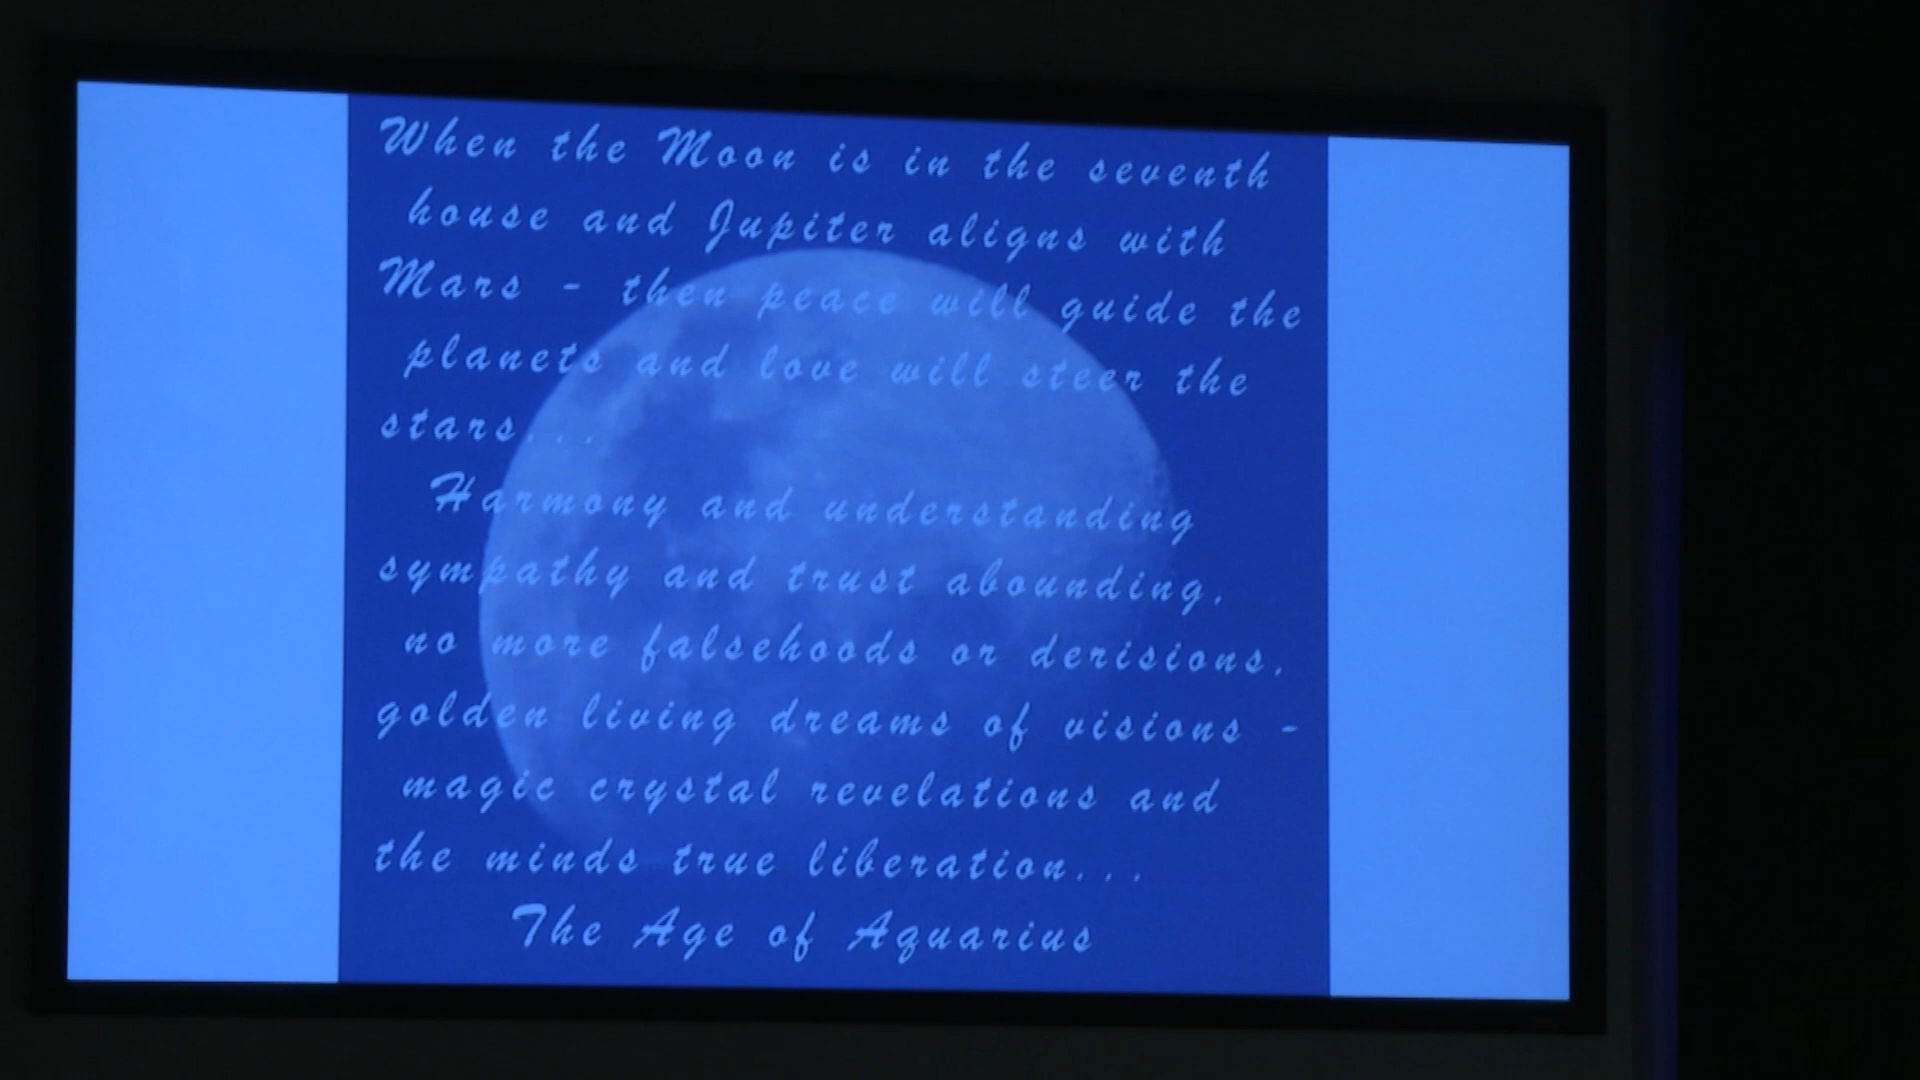 When the Moon is in the seventh
house and Jupiter aligns with
Mars - then peace will guide the
planets and love will steer the
stars...
Harmony and understanding
sympathy and trust abounding,
no more falsehoods or derisions,
golden living dreams of visions -
magic crystal revelations and
the minds true liberation...
The Age of Aquarius